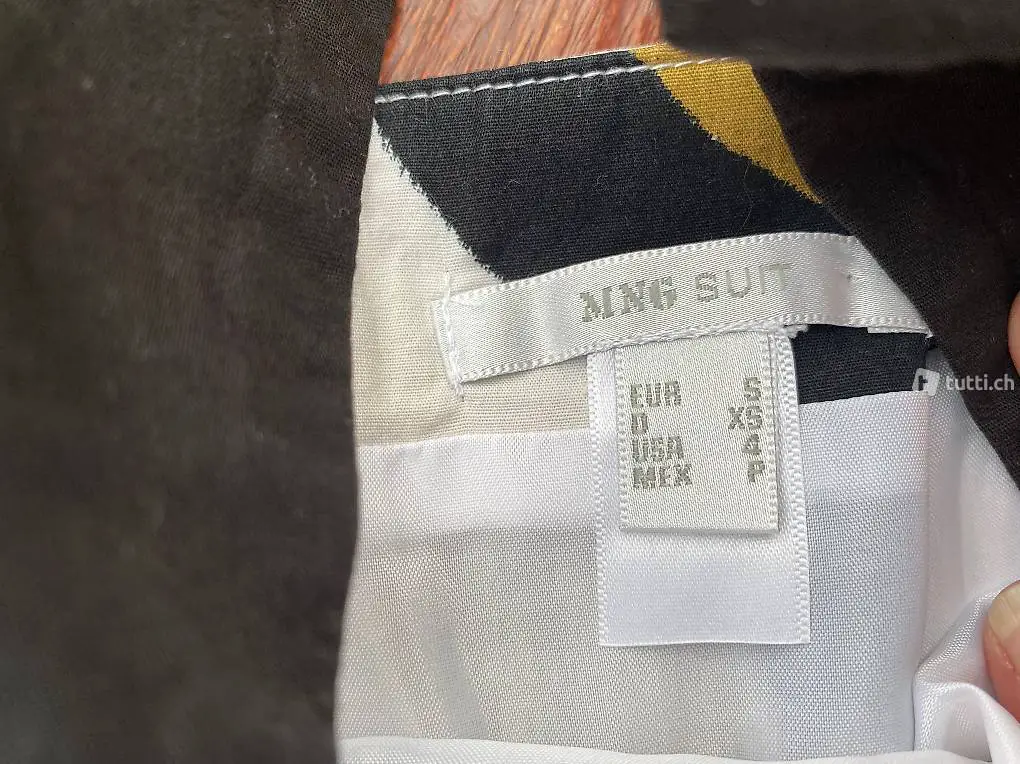 MNG SUIT
EUR S
D XS
USA 4
MEX P
tutti.ch